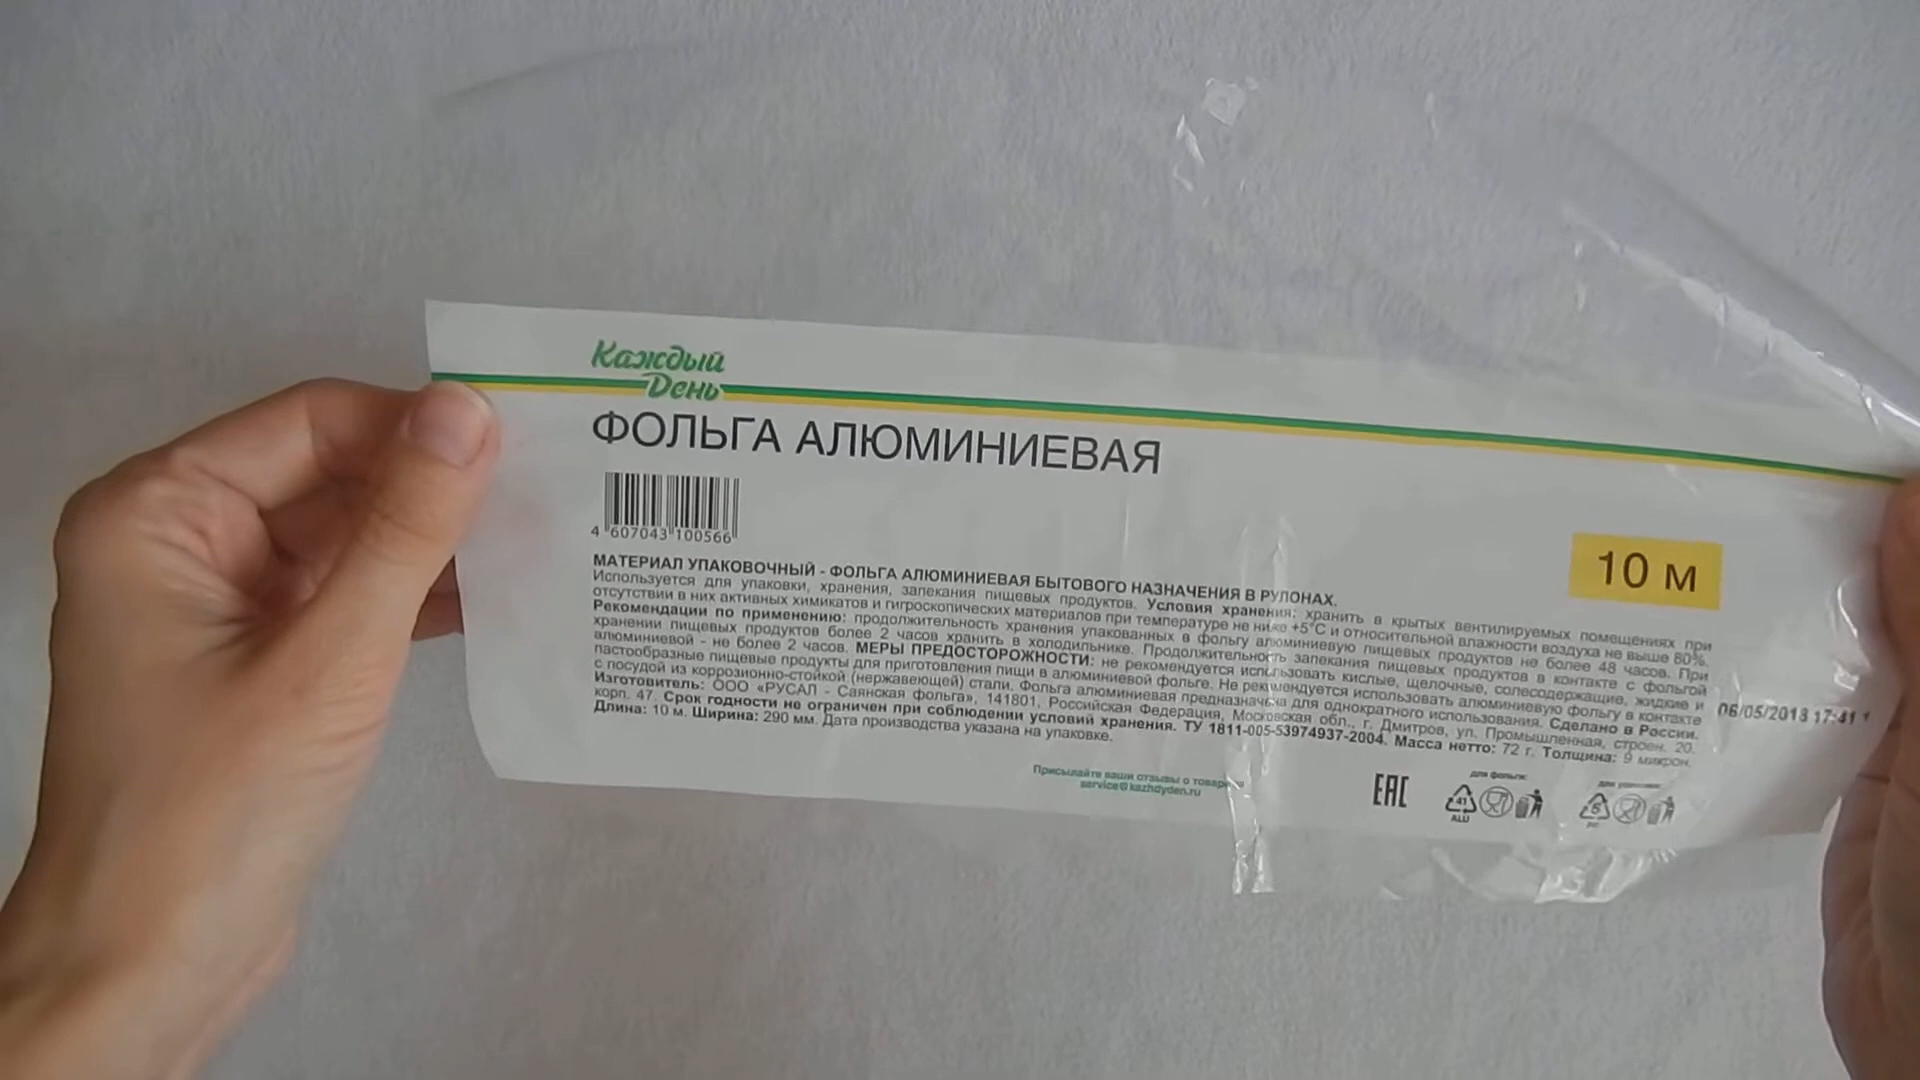 Каждый
День
ФОЛЬГА АЛЮМИНИЕВАЯ
4 607043 100566
10 м
МАТЕРИАЛ УПАКОВОЧНЫЙ - ФОЛЬГА АЛЮМИНИЕВАЯ БЫТОВОГО НАЗНАЧЕНИЯ В РУЛОНАХ.
Используется для упаковки, хранения, запекания пищевых продуктов. Условия хранения: хранить в крытых вентилируемых помещениях при
отсутствии в них активных химикатов и гигроскопических материалов при температуре не ниже +5°С и относительной влажности воздуха не выше 80%.
Рекомендации по применению: продолжительность хранения упакованных в фольгу алюминиевую пищевых продуктов не более 48 часов. При
хранении пищевых продуктов более 2 часов хранить в холодильнике. Продолжительность запекания пищевых продуктов в контакте с фольгой
алюминиевой - не более 2 часов. МЕРЫ ПРЕДОСТОРОЖНОСТИ: не рекомендуется использовать кислые, щелочные, солесодержащие, жидкие и
пастообразные пищевые продукты для приготовления пищи в алюминиевой фольге. Не рекомендуется использовать алюминиевую фольгу в контакте
с посудой из коррозионно-стойкой (нержавеющей) стали. Фольга алюминиевая предназначена для однократного использования. Сделано в России.
Изготовитель: ООО «РУСАЛ - Саянская фольга», 141801, Российская Федерация, Московская обл., г. Дмитров, ул. Промышленная, строен. 20,
корп. 47. Срок годности не ограничен при соблюдении условий хранения. ТУ 1811-005-53974937-2004. Масса нетто: 72 г. Толщина: 9 микрон.
Длина: 10 м. Ширина: 290 мм. Дата производства указана на упаковке.
06/05/2018 17:41
Присылайте ваши отзывы о товаре
service@kazhdyden.ru
EAC
для фольги:
41
ALU
для упаковки:
5
PP